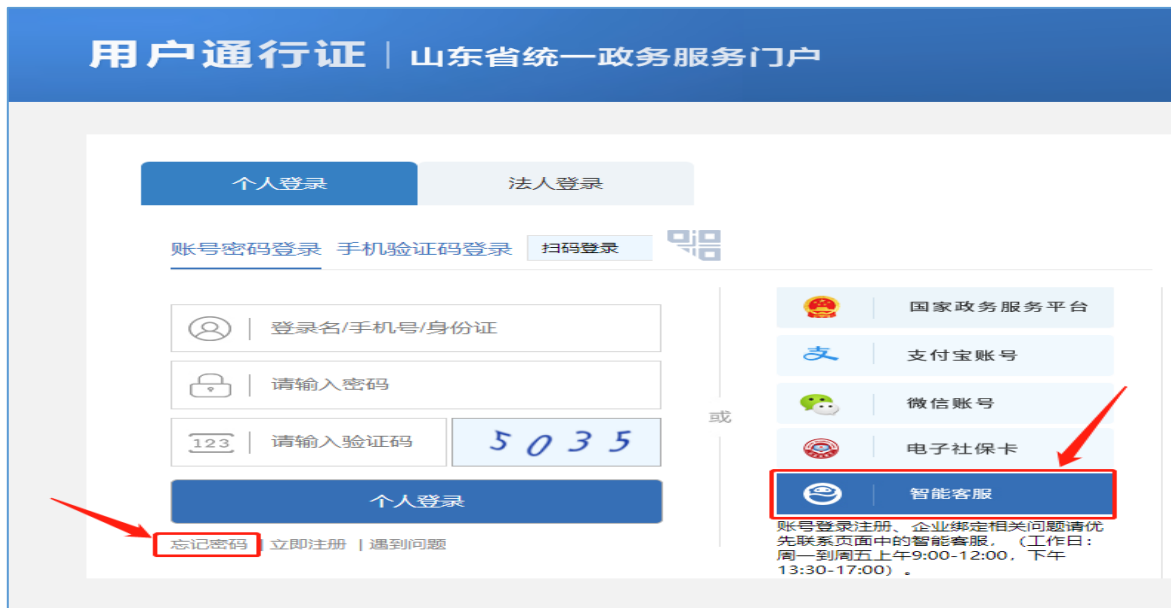 用户通行证 | 山东省统一政务服务门户
个人登录
法人登录
账号密码登录 手机验证码登录 扫码登录
登录名/手机号/身份证
请输入密码
123 请输入验证码 5035
个人登录
忘记密码 | 立即注册 | 遇到问题
或
国家政务服务平台
支付宝账号
微信账号
电子社保卡
智能客服
账号登录注册、企业绑定相关问题请优
先联系页面中的智能客服，（工作日：
周一到周五上午9:00-12:00，下午
13:30-17:00）。